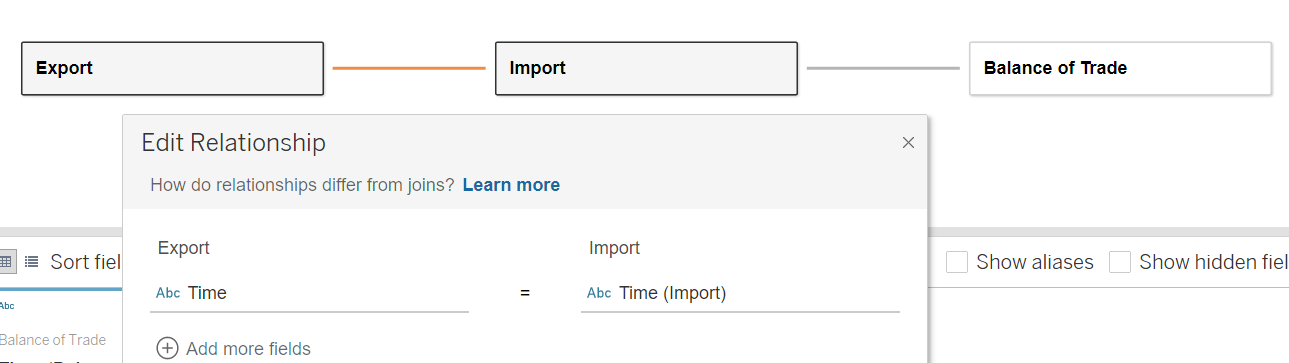 Export Import Balance of Trade
Edit Relationship
How do relationships differ from joins? Learn more
Export Import
Abc Time = Abc Time (Import)
Add more fields
Sort fiel
Show aliases Show hidden fiel
Abc
Balance of Trade